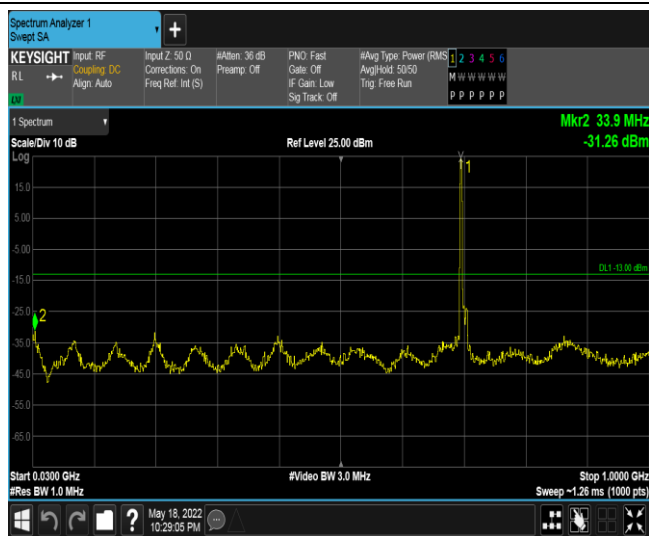 Spectrum Analyzer 1
Swept SA
+
KEYSIGHT
RL
Input: RF
Coupling: DC
Align: Auto
Input Z: 50 Ω
Corrections: On
Freq Ref: Int (S)
#Atten: 36 dB
Preamp: Off
PNO: Fast
Gate: Off
IF Gain: Low
Sig Track: Off
#Avg Type: Power (RMS
Avg|Hold: 50/50
Trig: Free Run
1 2 3 4 5 6
M W W W W W
P P P P P P
1 Spectrum
Scale/Div 10 dB
Ref Level 25.00 dBm
Mkr2 33.9 MHz
-31.26 dBm
Log
1
15.0
5.00
-5.00
DL1 -13.00 dBm
-15.0
-25.0
2
-35.0
-45.0
-55.0
-65.0
Start 0.0300 GHz
#Video BW 3.0 MHz
Stop 1.0000 GHz
#Res BW 1.0 MHz
Sweep ~1.26 ms (1000 pts)
?
May 18, 2022
10:29:05 PM